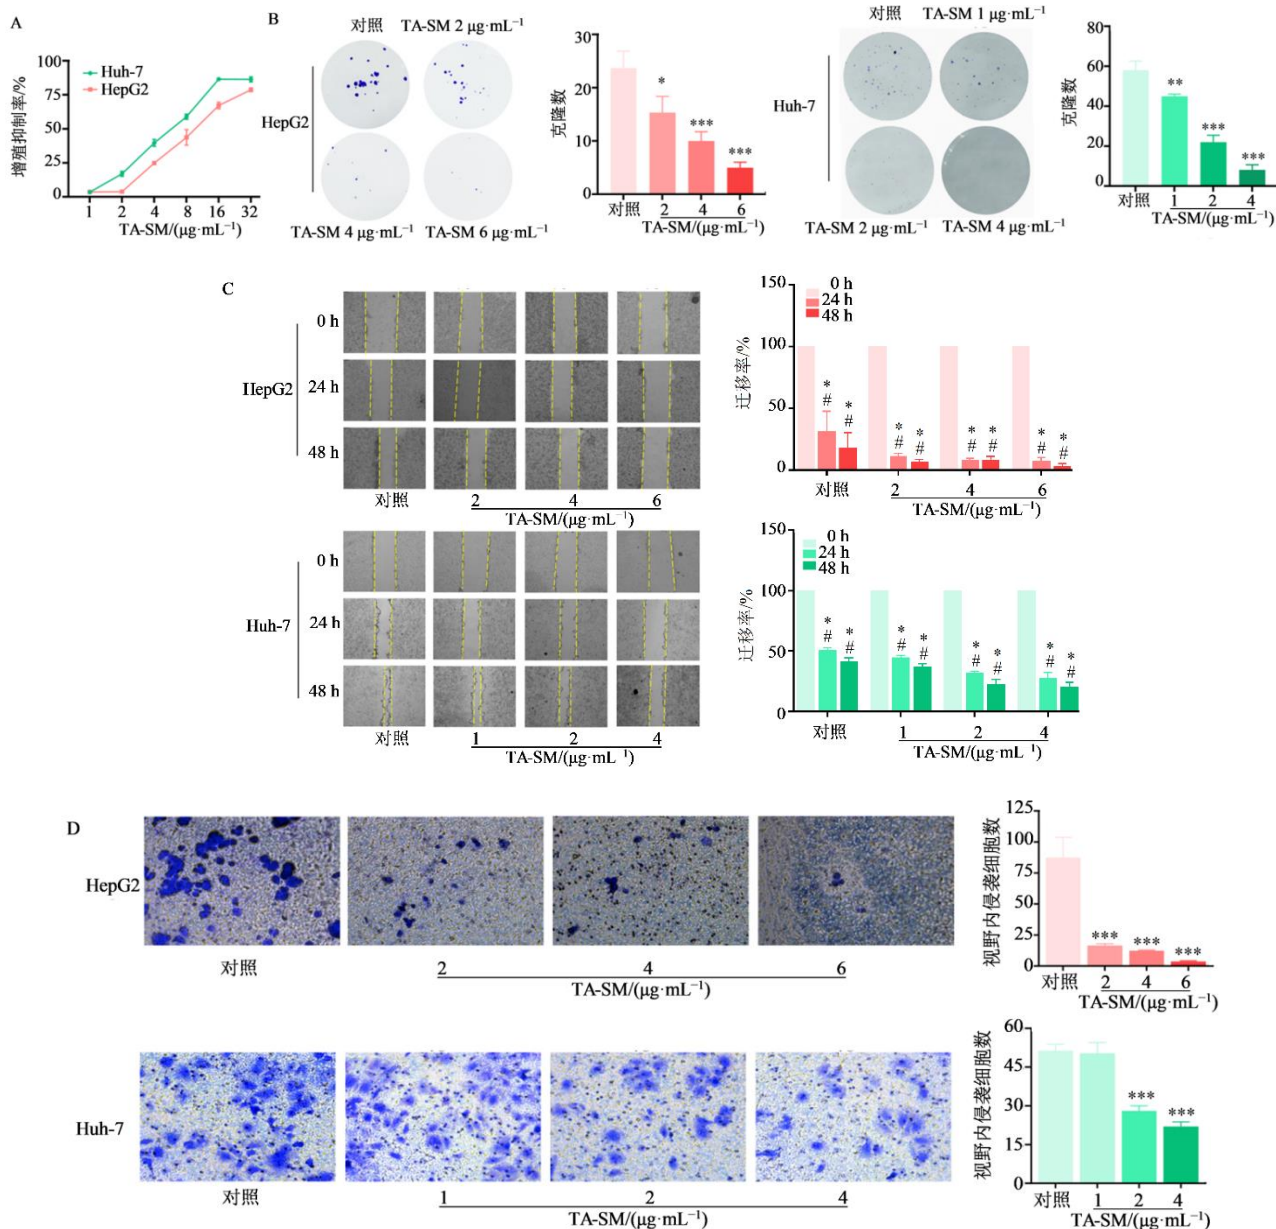 A
增殖抑制率/%
100
75
50
25
0
Huh-7
HepG2
1 2 4 8 16 32
TA-SM/(μg·mL⁻¹)
B
对照 TA-SM 2 μg·mL⁻¹
HepG2
TA-SM 4 μg·mL⁻¹ TA-SM 6 μg·mL⁻¹
克隆数
30
20
10
0
* *** ***
对照 2 4 6
TA-SM/(μg·mL⁻¹)
对照 TA-SM 1 μg·mL⁻¹
Huh-7
TA-SM 2 μg·mL⁻¹ TA-SM 4 μg·mL⁻¹
克隆数
80
60
40
20
0
** *** ***
对照 1 2 4
TA-SM/(μg·mL⁻¹)
C
HepG2
0 h
24 h
48 h
对照 2 4 6
TA-SM/(μg·mL⁻¹)
迁移率/%
150
100
50
0
0 h
24 h
48 h
* * * * * * * *
# # # # # # # #
对照 2 4 6
TA-SM/(μg·mL⁻¹)
Huh-7
0 h
24 h
48 h
对照 1 2 4
TA-SM/(μg·mL⁻¹)
迁移率/%
150
100
50
0
0 h
24 h
48 h
* * * * * * * *
# # # # # # # #
对照 1 2 4
TA-SM/(μg·mL⁻¹)
D
HepG2
对照 2 4 6
TA-SM/(μg·mL⁻¹)
视野内侵袭细胞数
125
100
75
50
25
0
*** *** ***
对照 2 4 6
TA-SM/(μg·mL⁻¹)
Huh-7
对照 1 2 4
TA-SM/(μg·mL⁻¹)
视野内侵袭细胞数
60
45
30
15
0
*** ***
对照 1 2 4
TA-SM/(μg·mL⁻¹)